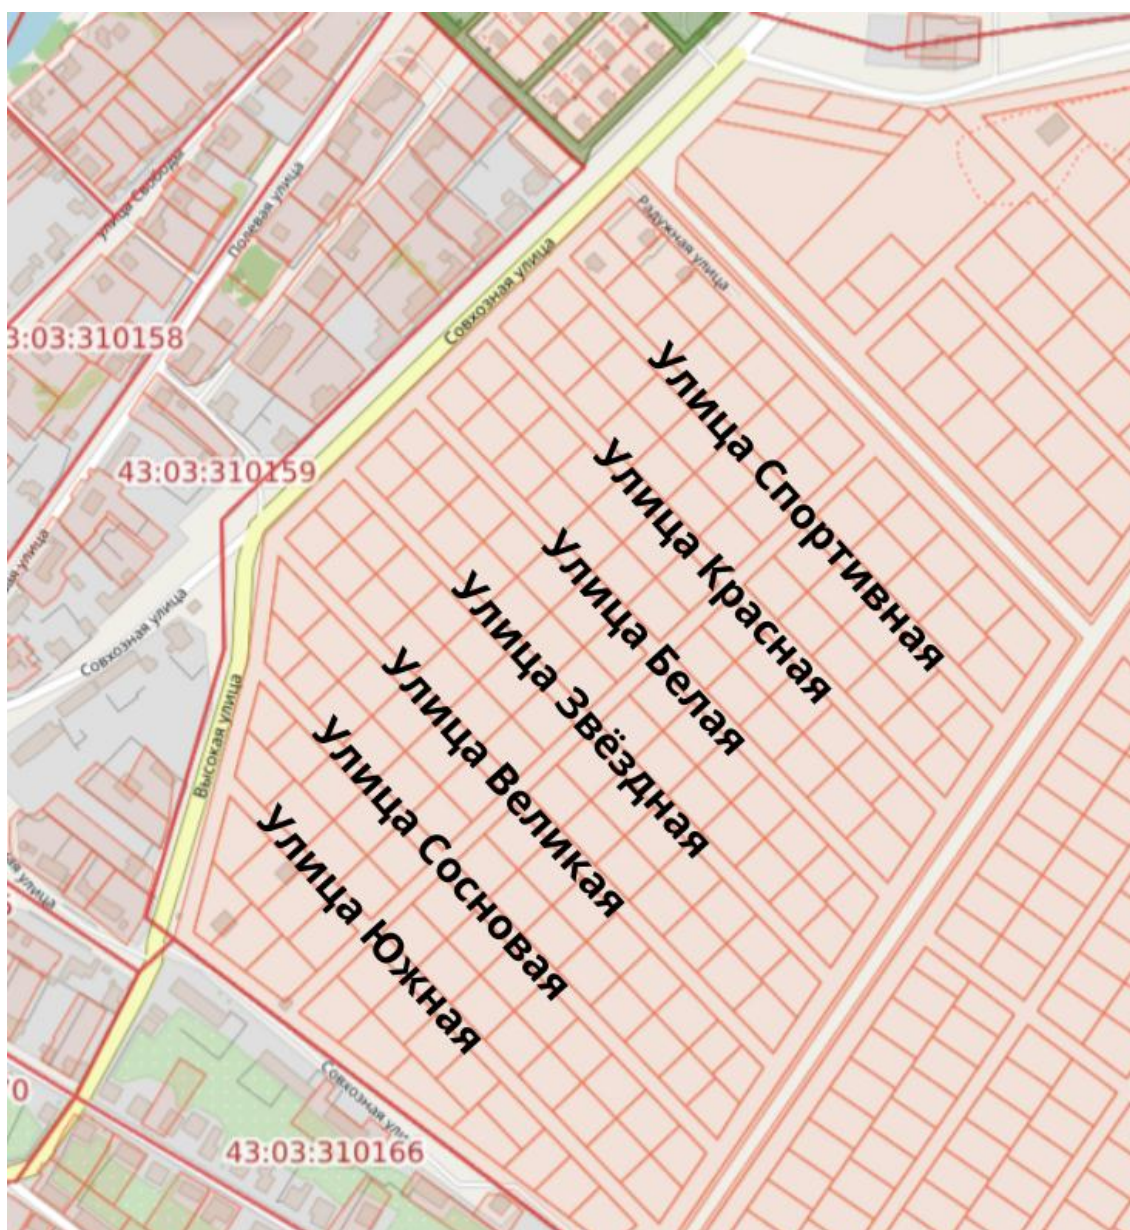 улица Свободы
Полевая улица
Радужная улица
Совхозная улица
3:03:310158
Улица Спортивная
Улица Красная
43:03:310159
Улица Белая
Улица Звёздная
Совхозная улица
Улица Великая
Высокая улица
Улица Сосновая
Улица Южная
Совхозная ули
43:03:310166